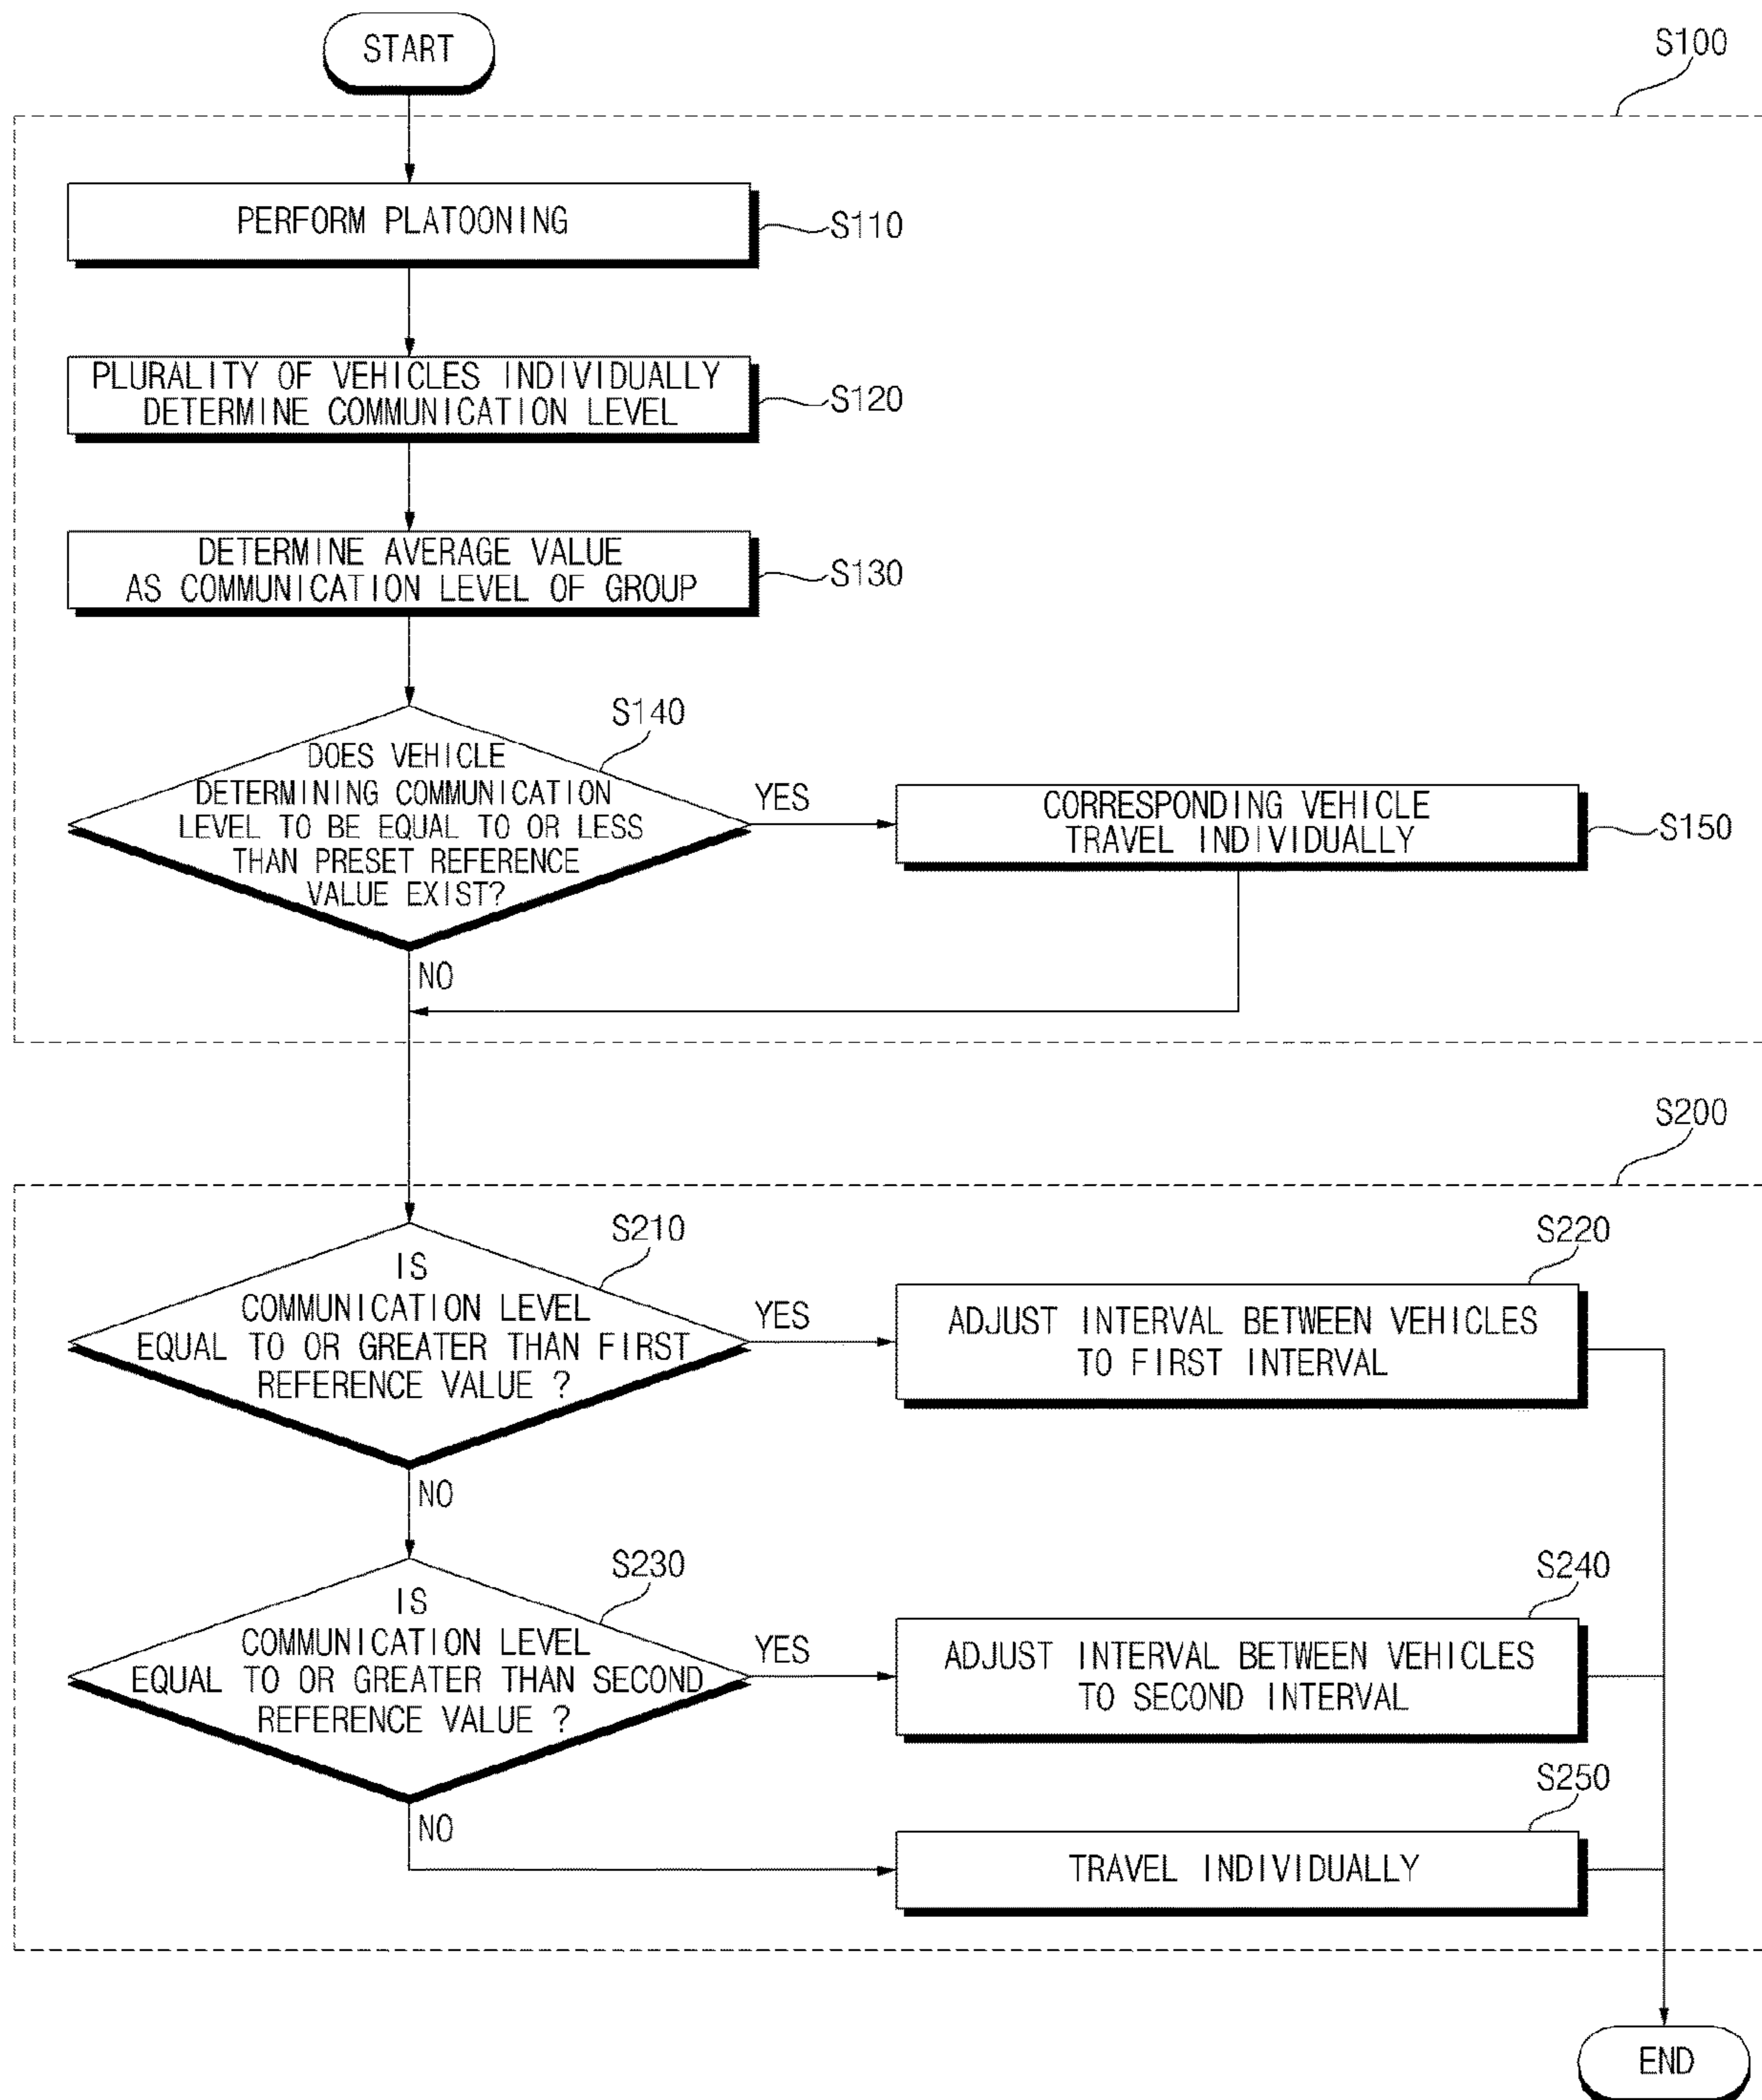 START
S100
PERFORM PLATOONING
S110
PLURALITY OF VEHICLES INDIVIDUALLY
DETERMINE COMMUNICATION LEVEL
S120
DETERMINE AVERAGE VALUE
AS COMMUNICATION LEVEL OF GROUP
S130
S140
DOES VEHICLE
DETERMINING COMMUNICATION
LEVEL TO BE EQUAL TO OR LESS
THAN PRESET REFERENCE
VALUE EXIST?
YES
CORRESPONDING VEHICLE
TRAVEL INDIVIDUALLY
S150
NO
S200
S210
IS
COMMUNICATION LEVEL
EQUAL TO OR GREATER THAN FIRST
REFERENCE VALUE ?
YES
S220
ADJUST INTERVAL BETWEEN VEHICLES
TO FIRST INTERVAL
NO
S230
IS
COMMUNICATION LEVEL
EQUAL TO OR GREATER THAN SECOND
REFERENCE VALUE ?
YES
S240
ADJUST INTERVAL BETWEEN VEHICLES
TO SECOND INTERVAL
NO
S250
TRAVEL INDIVIDUALLY
END